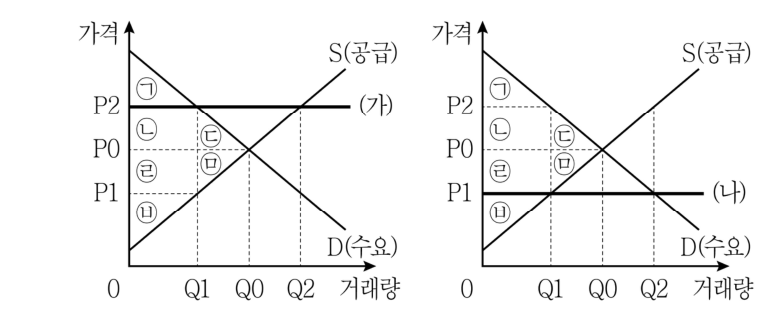 가격
S(공급)
㉠
P2
(가)
㉡
㉢
P0
㉣
㉤
P1
㉥
D(수요)
0
Q1
Q0
Q2
거래량
가격
S(공급)
㉠
P2
㉡
㉢
P0
㉣
㉤
P1
(나)
㉥
D(수요)
0
Q1
Q0
Q2
거래량